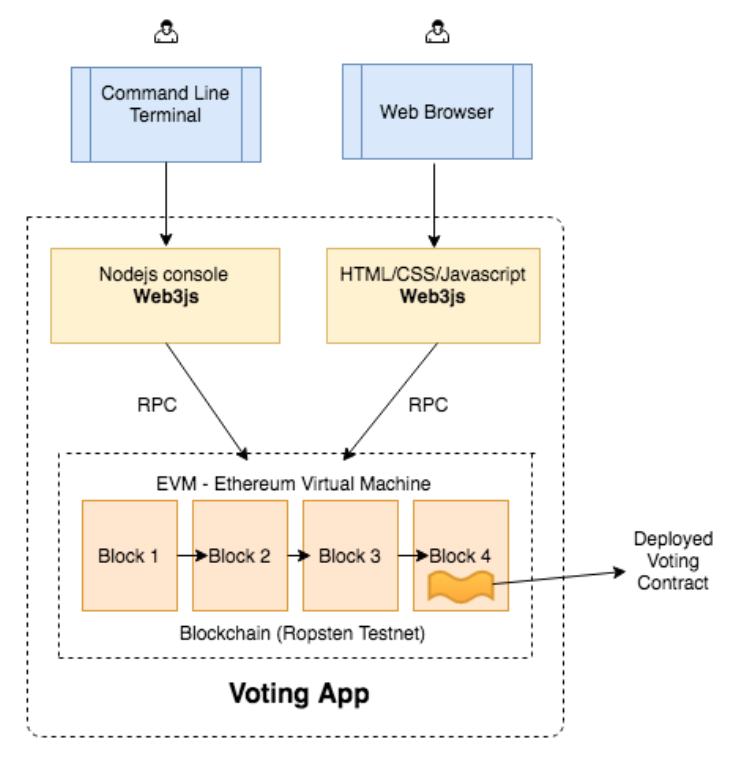 Command Line
Terminal
Web Browser
Nodejs console
Web3js
HTML/CSS/Javascript
Web3js
RPC
RPC
EVM - Ethereum Virtual Machine
Block 1
Block 2
Block 3
Block 4
Deployed
Voting
Contract
Blockchain (Ropsten Testnet)
Voting App